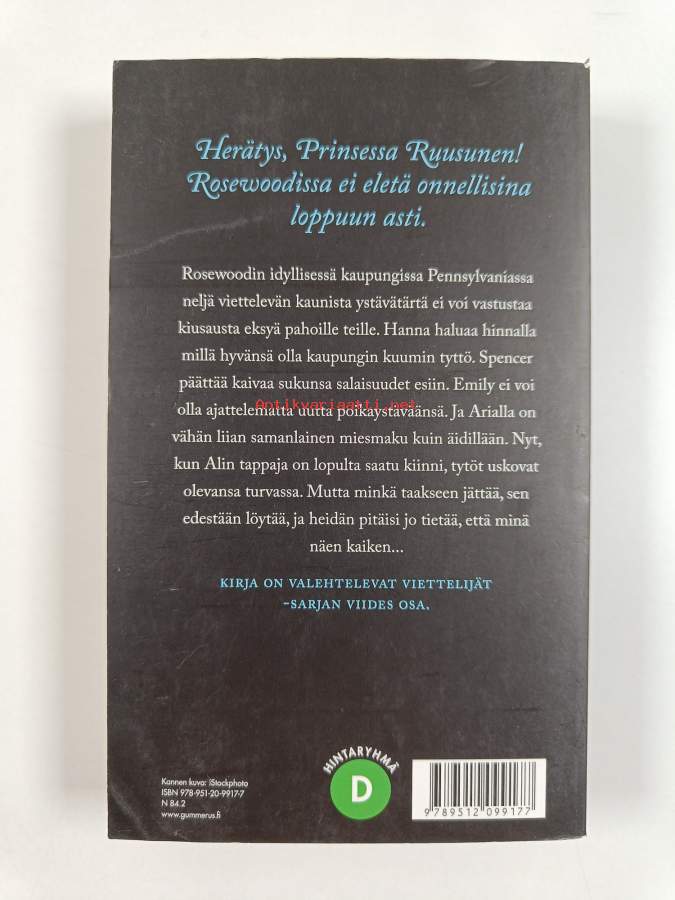 Herätys, Prinsessa Ruusunen!
Rosewoodissa ei eletä onnellisina
loppuun asti.
Rosewoodin idyllisessä kaupungissa Pennsylvaniassa
neljä viettelevän kaunista ystävätärtä ei voi vastustaa
kiusausta eksyä pahoille teille. Hanna haluaa hinnalla
millä hyvänsä olla kaupungin kuumin tyttö. Spencer
päättää kaivaa sukunsa salaisuudet esiin. Emily ei voi
olla ajattelematta uutta poikaystäväänsä. Ja Arialla on
Antikvariaatti.net
vähän liian samanlainen miesmaku kuin äidillään. Nyt,
kun Alin tappaja on lopulta saatu kiinni, tytöt uskovat
olevansa turvassa. Mutta minkä taakseen jättää, sen
edestään löytää, ja heidän pitäisi jo tietää, että minä
näen kaiken...
KIRJA ON VALEHTELEVAT VIETTELIJÄT
-SARJAN VIIDES OSA.
HINTARYHMÄ
D
Kannen kuva: iStockphoto
ISBN 978-951-20-9917-7
N 84.2
www.gummerus.fi
9 789512 099177